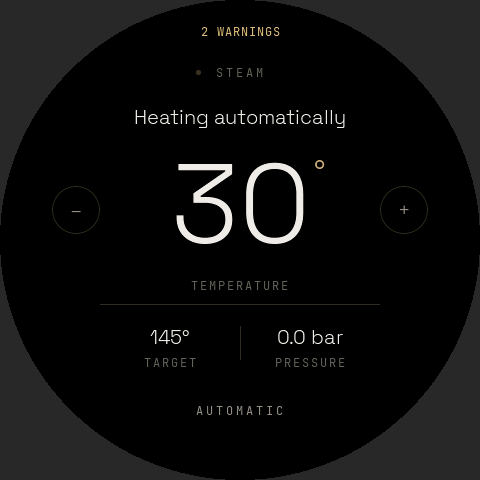 2 WARNINGS
STEAM
Heating automatically
30°
– +
TEMPERATURE
145° 0.0 bar
TARGET PRESSURE
AUTOMATIC